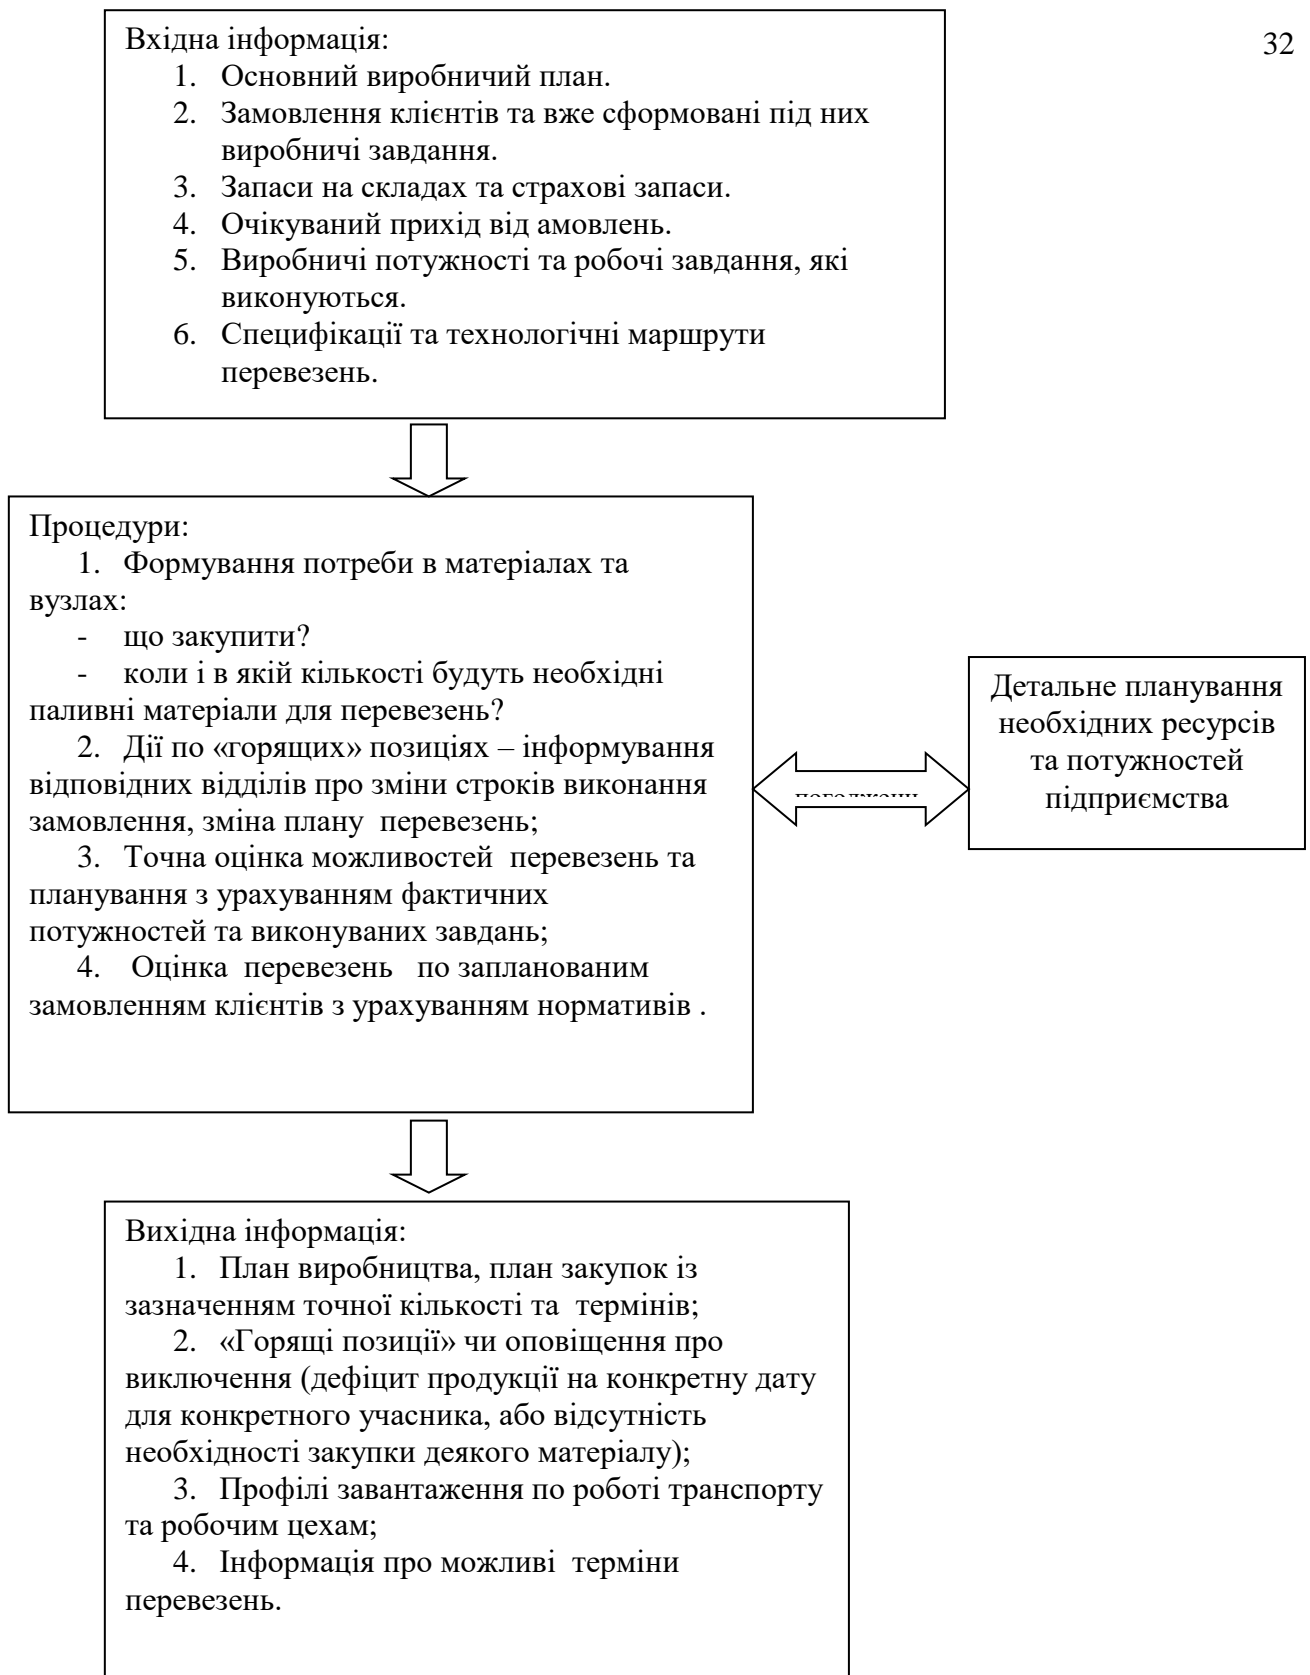 32
Вхідна інформація:
1. Основний виробничий план.
2. Замовлення клієнтів та вже сформовані під них
виробничі завдання.
3. Запаси на складах та страхові запаси.
4. Очікуваний прихід від амовлень.
5. Виробничі потужності та робочі завдання, які
виконуються.
6. Специфікації та технологічні маршрути
перевезень.
Процедури:
1. Формування потреби в матеріалах та
вузлах:
- що закупити?
- коли і в якій кількості будуть необхідні
паливні матеріали для перевезень?
2. Дії по «горящих» позиціях – інформування
відповідних відділів про зміни строків виконання
замовлення, зміна плану перевезень;
3. Точна оцінка можливостей перевезень та
планування з урахуванням фактичних
потужностей та виконуваних завдань;
4. Оцінка перевезень по запланованим
замовленням клієнтів з урахуванням нормативів .
Детальне планування
необхідних ресурсів
та потужностей
підприємства
Вихідна інформація:
1. План виробництва, план закупок із
зазначенням точної кількості та термінів;
2. «Горящі позиції» чи оповіщення про
виключення (дефіцит продукції на конкретну дату
для конкретного учасника, або відсутність
необхідності закупки деякого матеріалу);
3. Профілі завантаження по роботі транспорту
та робочим цехам;
4. Інформація про можливі терміни
перевезень.